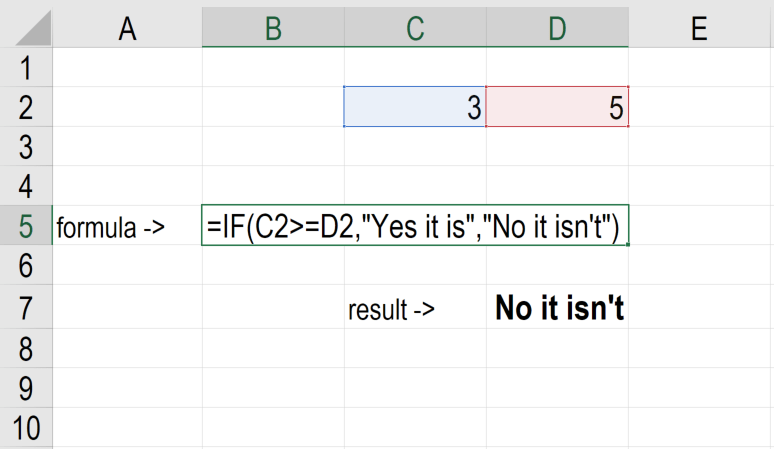 A B C D E
1
2 3 5
3
4
5 formula -> =IF(C2>=D2,"Yes it is","No it isn't")
6
7 result -> No it isn't
8
9
10